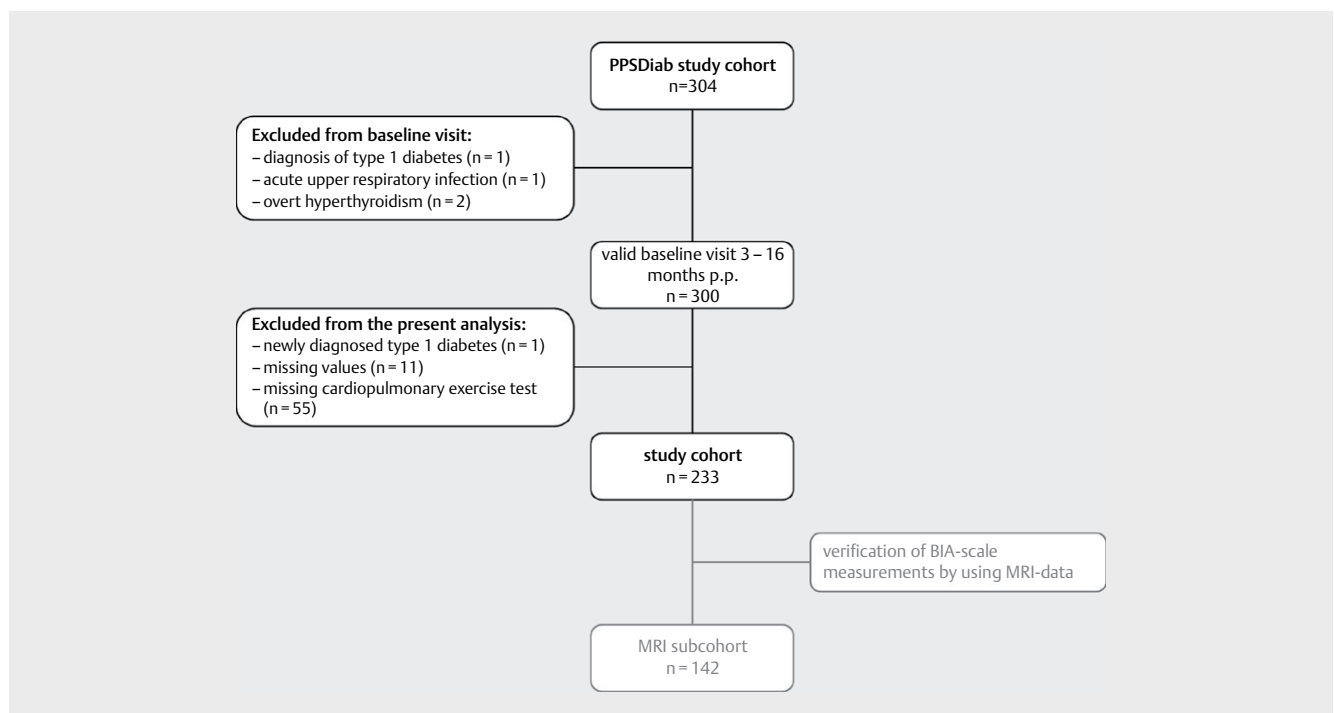 PPSDiab study cohort
n=304
Excluded from baseline visit:
– diagnosis of type 1 diabetes (n = 1)
– acute upper respiratory infection (n = 1)
– overt hyperthyroidism (n = 2)
valid baseline visit 3 – 16
months p.p.
n = 300
Excluded from the present analysis:
– newly diagnosed type 1 diabetes (n = 1)
– missing values (n = 11)
– missing cardiopulmonary exercise test
(n = 55)
study cohort
n = 233
verification of BIA-scale
measurements by using MRI-data
MRI subcohort
n = 142